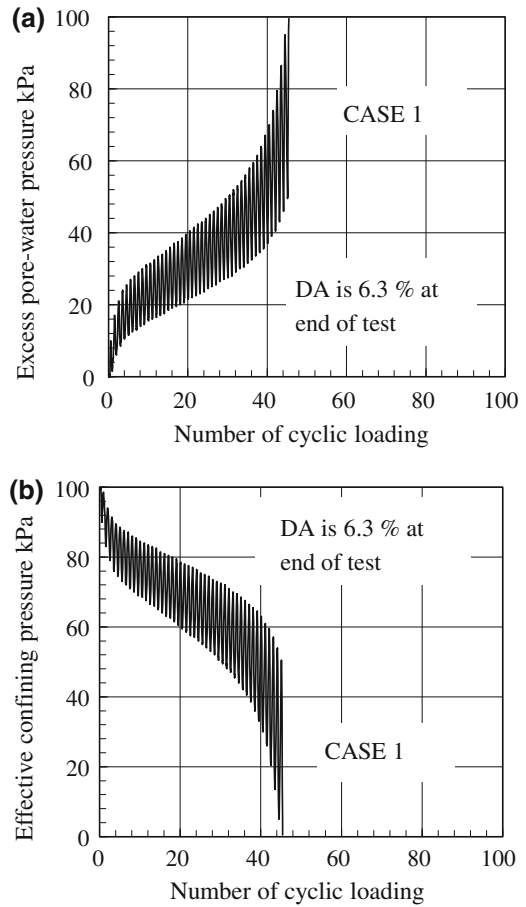 (a)
100
80
60
40
20
0
Excess pore-water pressure kPa
CASE 1
DA is 6.3 % at
end of test
0 20 40 60 80 100
Number of cyclic loading
(b)
100
80
60
40
20
0
Effective confining pressure kPa
DA is 6.3 % at
end of test
CASE 1
0 20 40 60 80 100
Number of cyclic loading